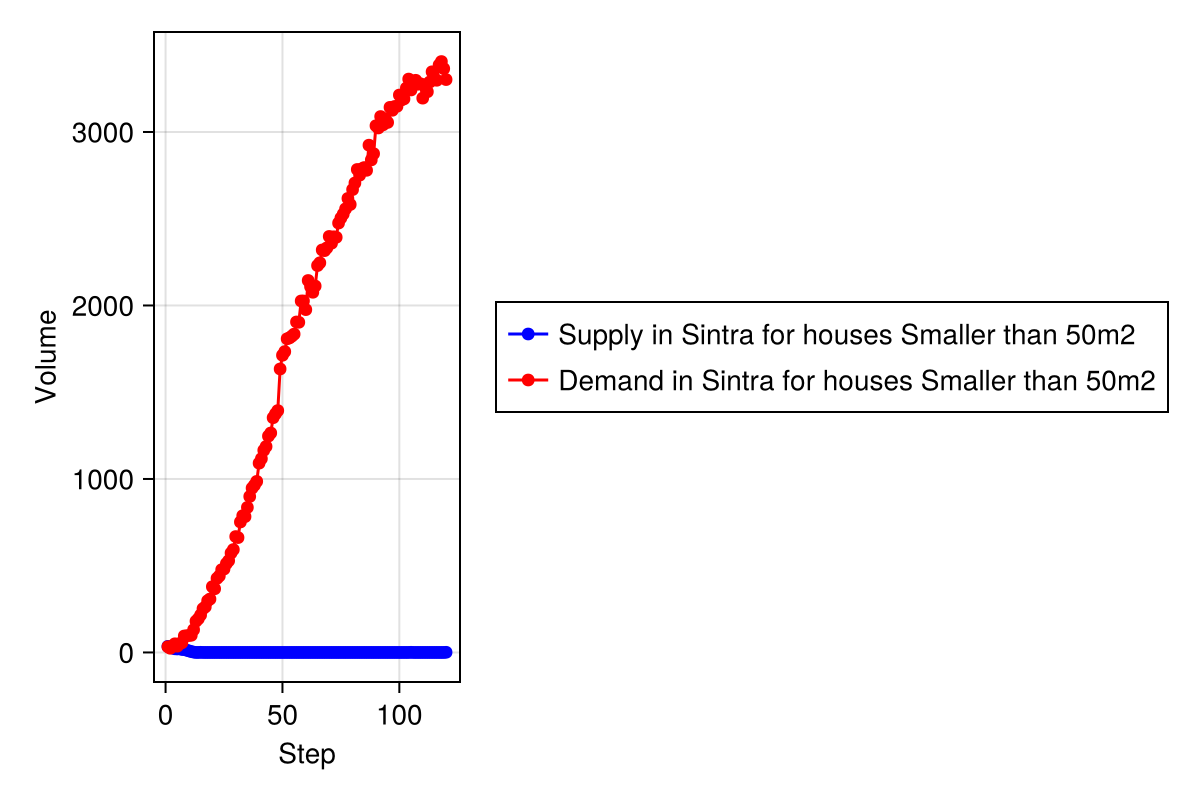 Volume
3000
2000
1000
0
0 50 100
Step
Supply in Sintra for houses Smaller than 50m2
Demand in Sintra for houses Smaller than 50m2